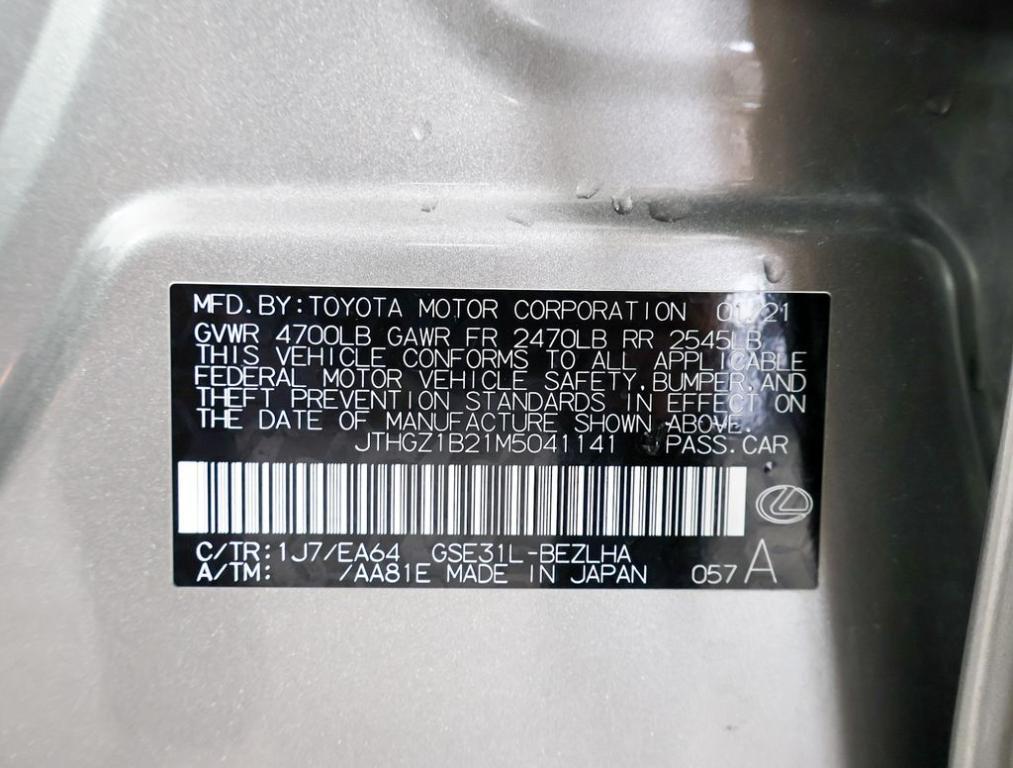 MFD.BY:TOYOTA MOTOR CORPORATION 01/21
GVWR 4700LB GAWR FR 2470LB RR 2545LB
THIS VEHICLE CONFORMS TO ALL APPLICABLE
FEDERAL MOTOR VEHICLE SAFETY,BUMPER,AND
THEFT PREVENTION STANDARDS IN EFFECT ON
THE DATE OF MANUFACTURE SHOWN ABOVE.
JTHGZ1B21M5041141 PASS.CAR
C/TR:1J7/EA64 GSE31L-BEZLHA
A/TM: /AA81E MADE IN JAPAN 057 A